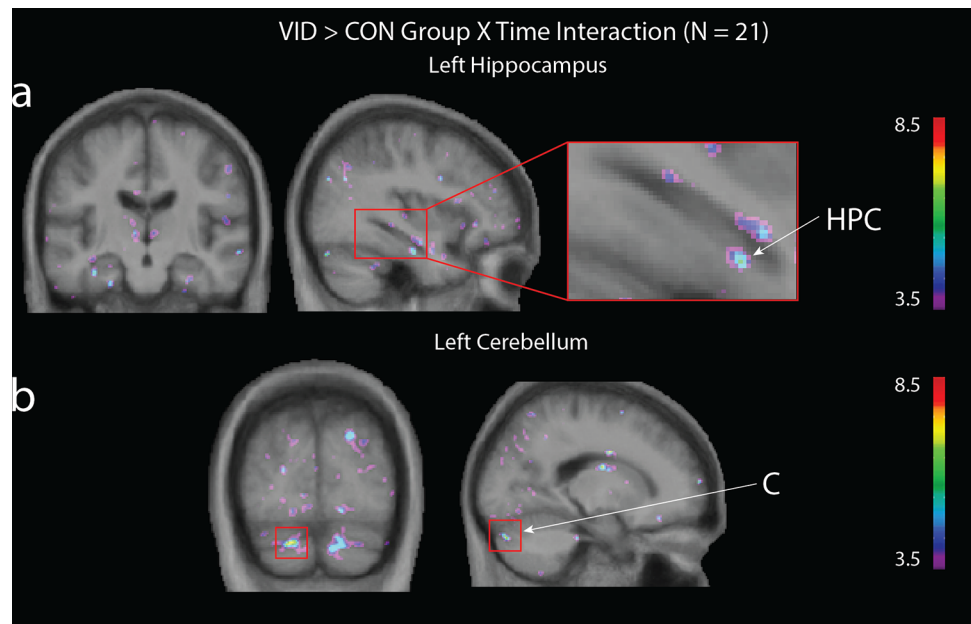 VID > CON Group X Time Interaction (N = 21)
Left Hippocampus
a
8.5
HPC
3.5
Left Cerebellum
b
8.5
C
3.5